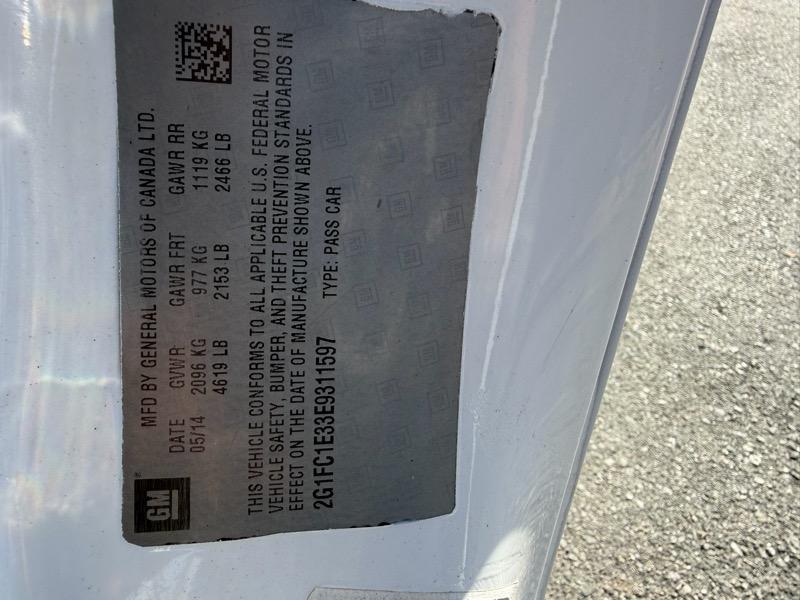 GM
MFD BY GENERAL MOTORS OF CANADA LTD.
DATE GVWR GAWR FRT GAWR RR
05/14 2096 KG 977 KG 1119 KG
4619 LB 2153 LB 2466 LB
THIS VEHICLE CONFORMS TO ALL APPLICABLE U.S. FEDERAL MOTOR
VEHICLE SAFETY, BUMPER, AND THEFT PREVENTION STANDARDS IN
EFFECT ON THE DATE OF MANUFACTURE SHOWN ABOVE.
2G1FC1E33E9311597 TYPE: PASS CAR